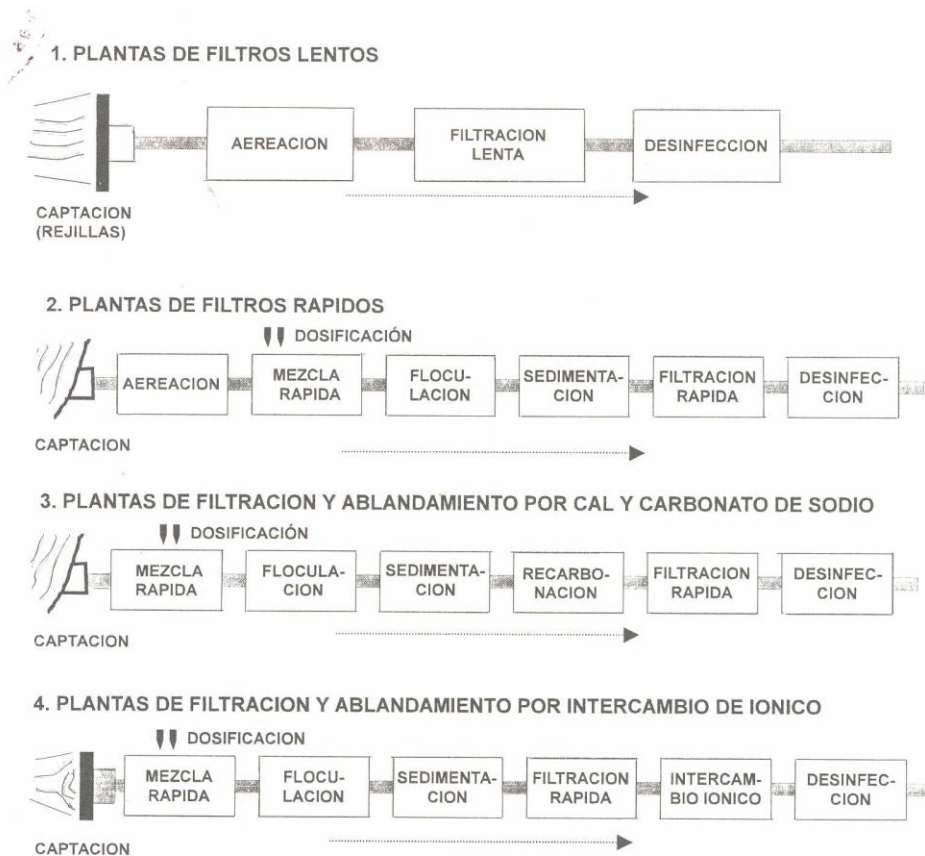 1. PLANTAS DE FILTROS LENTOS
AEREACION
FILTRACION
LENTA
DESINFECCION
CAPTACION
(REJILLAS)
2. PLANTAS DE FILTROS RAPIDOS
DOSIFICACIÓN
AEREACION
MEZCLA
RAPIDA
FLOCU-
LACION
SEDIMENTA-
CION
FILTRACION
RAPIDA
DESINFEC-
CION
CAPTACION
3. PLANTAS DE FILTRACION Y ABLANDAMIENTO POR CAL Y CARBONATO DE SODIO
DOSIFICACIÓN
MEZCLA
RAPIDA
FLOCULA-
CION
SEDIMENTA-
CION
RECARBO-
NACION
FILTRACION
RAPIDA
DESINFEC-
CION
CAPTACION
4. PLANTAS DE FILTRACION Y ABLANDAMIENTO POR INTERCAMBIO DE IONICO
DOSIFICACION
MEZCLA
RAPIDA
FLOCU-
LACION
SEDIMENTA-
CION
FILTRACION
RAPIDA
INTERCAM-
BIO IONICO
DESINFEC-
CION
CAPTACION